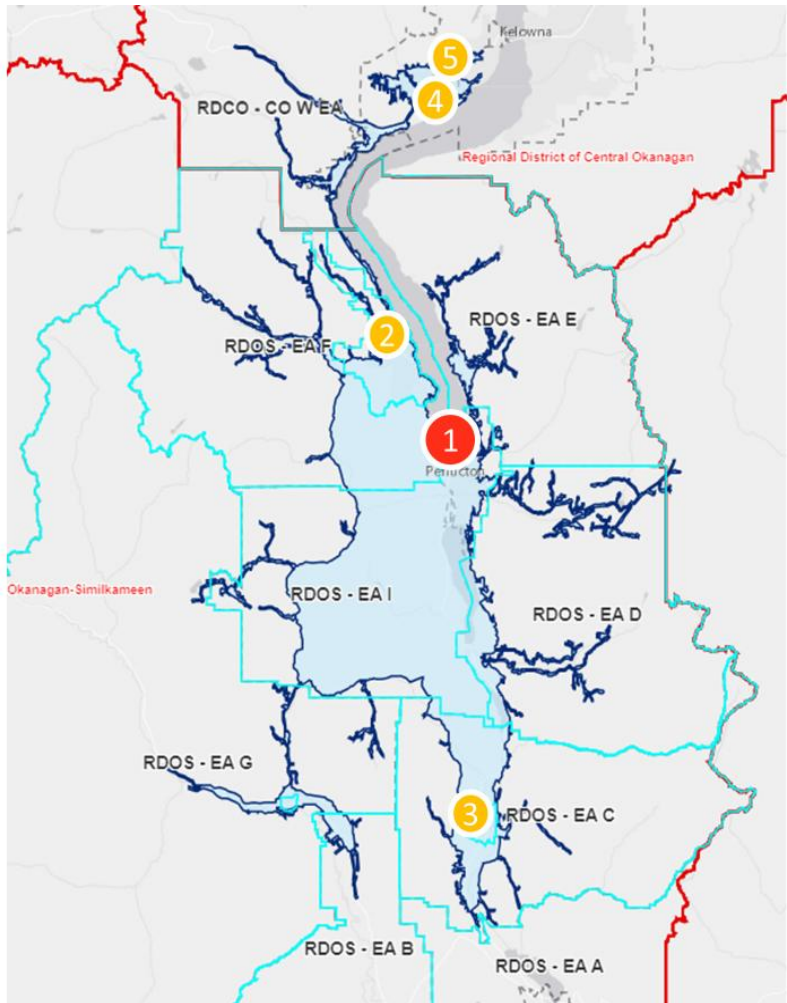 Kelowna
5
4
RDCO - CO W EA
Regional District of Central Okanagan
RDOS - EA E
2
RDOS - EA F
1
Penticton
Okanagan-Similkameen
RDOS - EA I
RDOS - EA D
RDOS - EA G
3
RDOS - EA C
RDOS - EA B
RDOS - EA A